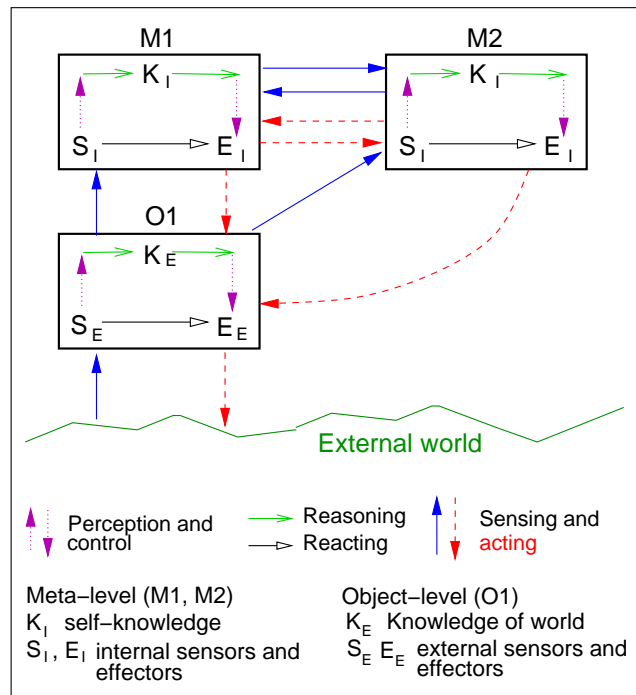 M1 M2
K I K I
S I E I S I E I
O1
K E
S E E E
External world
Perception and control
Reasoning
Reacting
Sensing and
acting
Meta−level (M1, M2)
K I self−knowledge
S I , E I internal sensors and
effectors
Object−level (O1)
K E Knowledge of world
S E E E external sensors and
effectors